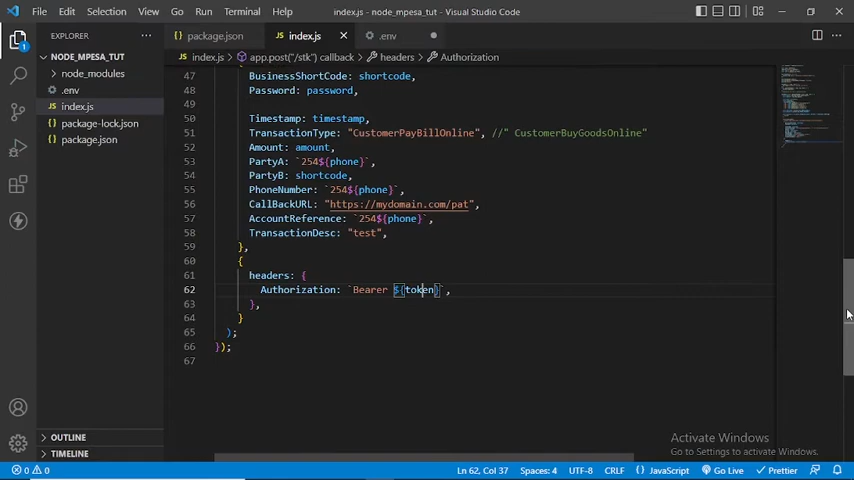 File Edit Selection View Go Run Terminal Help
index.js - node_mpesa_tut - Visual Studio Code
EXPLORER ...
package.json
JS index.js
.env
index.js > app.post("/stk") callback > headers > Authorization
NODE_MPESA_TUT
node_modules
.env
JS index.js
{} package-lock.json
{} package.json
OUTLINE
TIMELINE
47 BusinessShortCode: shortcode,
48 Password: password,
49
50 Timestamp: timestamp,
51 TransactionType: "CustomerPayBillOnline", //" CustomerBuyGoodsOnline"
52 Amount: amount,
53 PartyA: `254${phone}`,
54 PartyB: shortcode,
55 PhoneNumber: `254${phone}`,
56 CallBackURL: "https://mydomain.com/pat",
57 AccountReference: `254${phone}`,
58 TransactionDesc: "test",
59 },
60 {
61 headers: {
62 Authorization: `Bearer ${token}`,
63 },
64 }
65 );
66 });
67
Activate Windows
Go to Settings to activate Windows.
0 0
Ln 62, Col 37 Spaces: 4 UTF-8 CRLF JavaScript Go Live Prettier